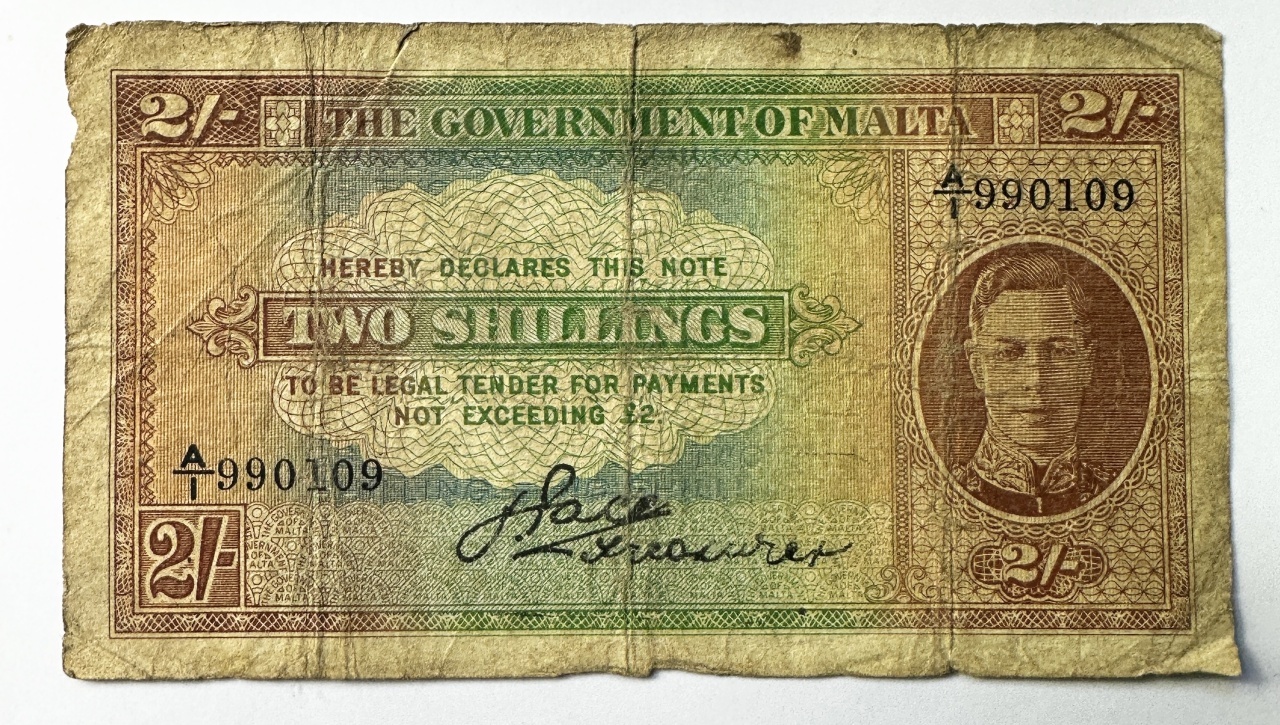 2/- THE GOVERNMENT OF MALTA 2/-
A/1 990109
HEREBY DECLARES THIS NOTE
TWO SHILLINGS
TO BE LEGAL TENDER FOR PAYMENTS
NOT EXCEEDING £2.
A/1 990109
J. Pace
Treasurer
2/- 2/-